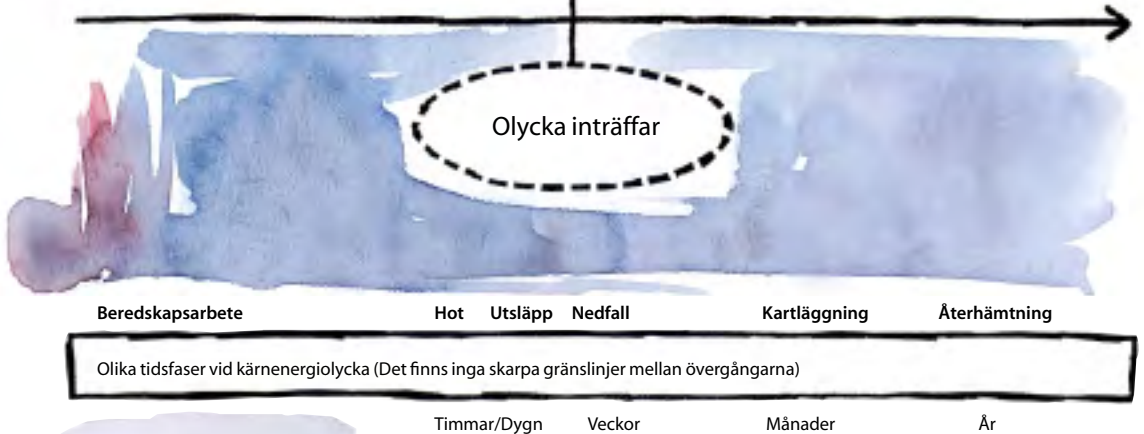 Olycka inträffar
Beredskapsarbete Hot Utsläpp Nedfall Kartläggning Återhämtning
Olika tidsfaser vid kärnenergiolycka (Det finns inga skarpa gränslinjer mellan övergångarna)
Timmar/Dygn Veckor Månader År